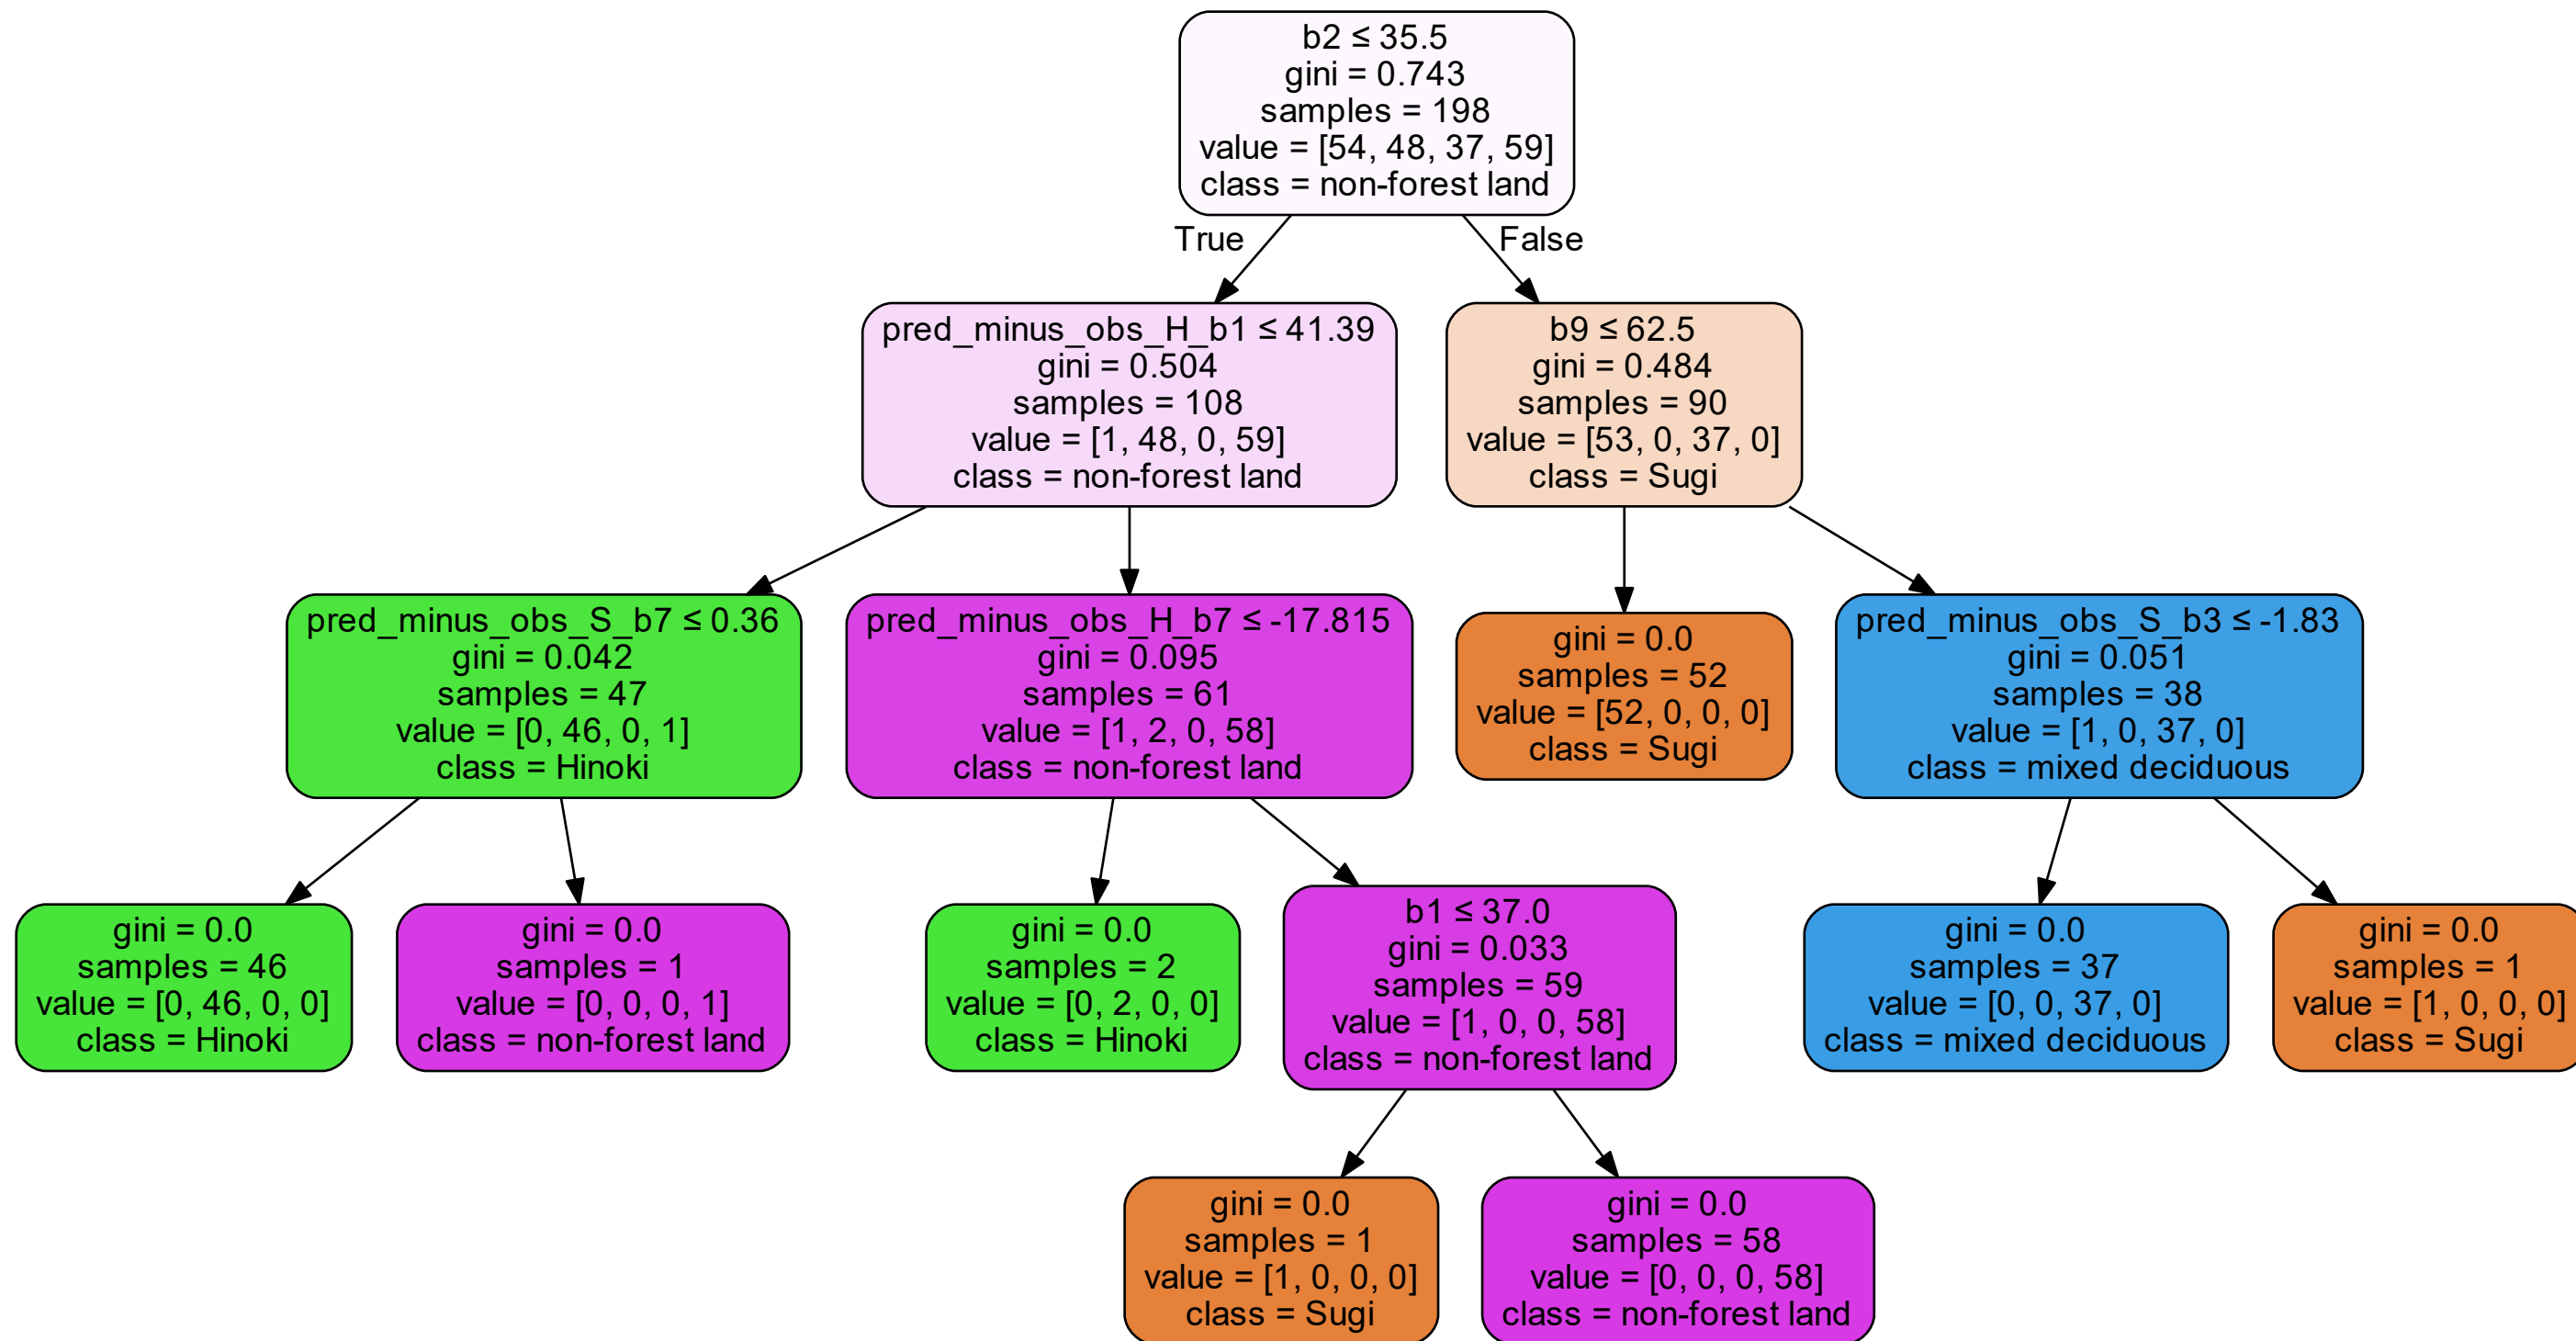 b2 ≤ 35.5
gini = 0.743
samples = 198
value = [54, 48, 37, 59]
class = non-forest land
True
False
pred_minus_obs_H_b1 ≤ 41.39
gini = 0.504
samples = 108
value = [1, 48, 0, 59]
class = non-forest land
b9 ≤ 62.5
gini = 0.484
samples = 90
value = [53, 0, 37, 0]
class = Sugi
pred_minus_obs_S_b7 ≤ 0.36
gini = 0.042
samples = 47
value = [0, 46, 0, 1]
class = Hinoki
pred_minus_obs_H_b7 ≤ -17.815
gini = 0.095
samples = 61
value = [1, 2, 0, 58]
class = non-forest land
gini = 0.0
samples = 52
value = [52, 0, 0, 0]
class = Sugi
pred_minus_obs_S_b3 ≤ -1.83
gini = 0.051
samples = 38
value = [1, 0, 37, 0]
class = mixed deciduous
gini = 0.0
samples = 46
value = [0, 46, 0, 0]
class = Hinoki
gini = 0.0
samples = 1
value = [0, 0, 0, 1]
class = non-forest land
gini = 0.0
samples = 2
value = [0, 2, 0, 0]
class = Hinoki
b1 ≤ 37.0
gini = 0.033
samples = 59
value = [1, 0, 0, 58]
class = non-forest land
gini = 0.0
samples = 37
value = [0, 0, 37, 0]
class = mixed deciduous
gini = 0.0
samples = 1
value = [1, 0, 0, 0]
class = Sugi
gini = 0.0
samples = 1
value = [1, 0, 0, 0]
class = Sugi
gini = 0.0
samples = 58
value = [0, 0, 0, 58]
class = non-forest land